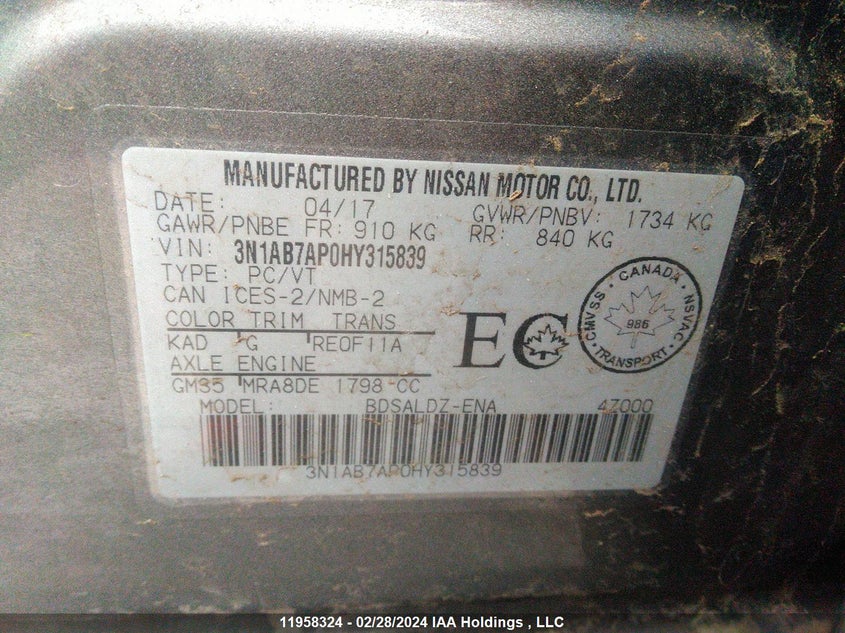 MANUFACTURED BY NISSAN MOTOR CO., LTD.
DATE: 04/17 GVWR/PNBV: 1734 KG
GAWR/PNBE FR: 910 KG RR: 840 KG
VIN: 3N1AB7AP0HY315839
TYPE: PC/VT
CAN ICES-2/NMB-2
COLOR TRIM TRANS
KAD G RE0F11A
AXLE ENGINE
GM35 MRA8DE 1798 CC
EC
CANADA
CMVSS NSVAC
986
TRANSPORT
MODEL: BDSALDZ-ENA 47000
3N1AB7AP0HY315839
11958324 - 02/28/2024 IAA Holdings , LLC